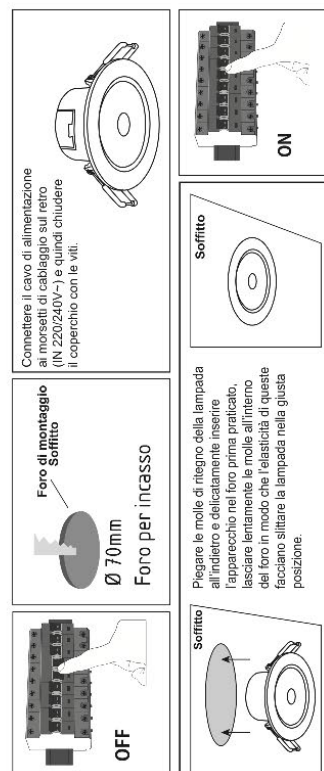 OFF
Foro di montaggio
Soffitto
Ø 70mm
Foro per incasso
Connettere il cavo di alimentazione
ai morsetti di cablaggio sul retro
(IN 220/240V~) e quindi chiudere
il coperchio con le viti.
Soffitto
Piegare le molle di ritegno della lampada
all'indietro e delicatamente inserire
l'apparecchio nel foro prima praticato,
lasciare lentamente le molle all'interno
del foro in modo che l'elasticità di queste
facciano slittare la lampada nella giusta
posizione.
Soffitto
ON